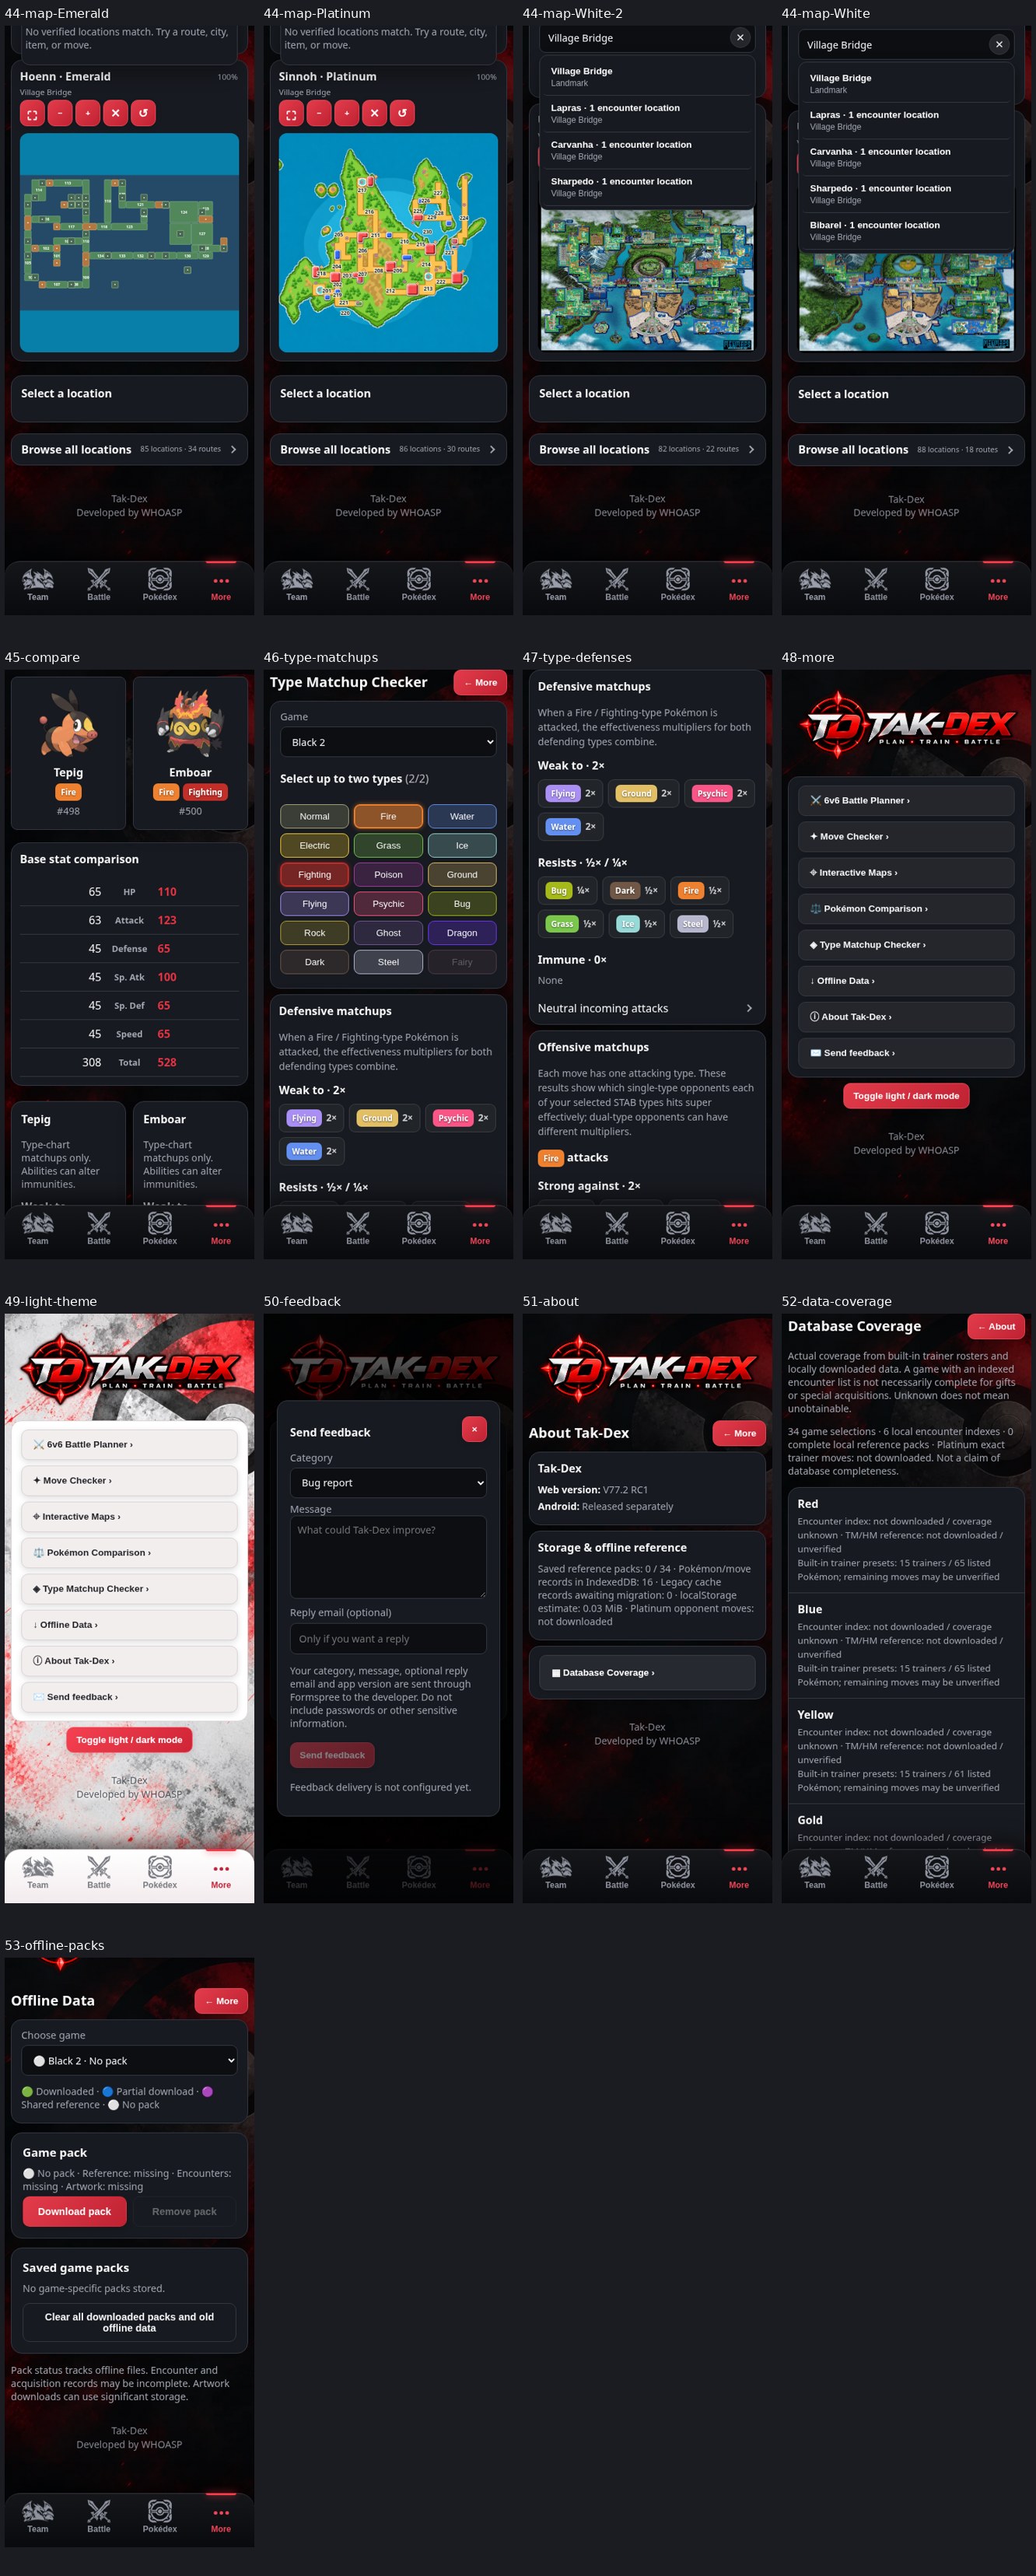 44-map-Emerald
No verified locations match. Try a route, city,
item, or move.
Hoenn · Emerald
100%
Village Bridge
Select a location
Browse all locations
85 locations · 34 routes
Tak-Dex
Developed by WHOASP
Team
Battle
Pokédex
More
44-map-Platinum
No verified locations match. Try a route, city,
item, or move.
Sinnoh · Platinum
100%
Village Bridge
Select a location
Browse all locations
86 locations · 30 routes
Tak-Dex
Developed by WHOASP
Team
Battle
Pokédex
More
44-map-White-2
Village Bridge
Village Bridge
Landmark
Lapras · 1 encounter location
Village Bridge
Carvanha · 1 encounter location
Village Bridge
Sharpedo · 1 encounter location
Village Bridge
Select a location
Browse all locations
82 locations · 22 routes
Tak-Dex
Developed by WHOASP
Team
Battle
Pokédex
More
44-map-White
Village Bridge
Village Bridge
Landmark
Lapras · 1 encounter location
Village Bridge
Carvanha · 1 encounter location
Village Bridge
Sharpedo · 1 encounter location
Village Bridge
Bibarel · 1 encounter location
Village Bridge
Select a location
Browse all locations
88 locations · 18 routes
Tak-Dex
Developed by WHOASP
Team
Battle
Pokédex
More
45-compare
Tepig
Fire
#498
Emboar
Fire
Fighting
#500
Base stat comparison
65 HP 110
63 Attack 123
45 Defense 65
45 Sp. Atk 100
45 Sp. Def 65
45 Speed 65
308 Total 528
Tepig
Type-chart
matchups only.
Abilities can alter
immunities.
Emboar
Type-chart
matchups only.
Abilities can alter
immunities.
Team
Battle
Pokédex
More
46-type-matchups
Type Matchup Checker
← More
Game
Black 2
Select up to two types (2/2)
Normal
Fire
Water
Electric
Grass
Ice
Fighting
Poison
Ground
Flying
Psychic
Bug
Rock
Ghost
Dragon
Dark
Steel
Fairy
Defensive matchups
When a Fire / Fighting-type Pokémon is
attacked, the effectiveness multipliers for both
defending types combine.
Weak to · 2×
Flying 2×
Ground 2×
Psychic 2×
Water 2×
Resists · ½× / ¼×
Team
Battle
Pokédex
More
47-type-defenses
Defensive matchups
When a Fire / Fighting-type Pokémon is
attacked, the effectiveness multipliers for both
defending types combine.
Weak to · 2×
Flying 2×
Ground 2×
Psychic 2×
Water 2×
Resists · ½× / ¼×
Bug ¼×
Dark ½×
Fire ½×
Grass ½×
Ice ½×
Steel ½×
Immune · 0×
None
Neutral incoming attacks
Offensive matchups
Each move has one attacking type. These
results show which single-type opponents each
of your selected STAB types hit super
effectively; dual-type opponents can have
different multipliers.
Fire attacks
Strong against · 2×
Team
Battle
Pokédex
More
48-more
TAK-DEX
PLAN • TRAIN • BATTLE
6v6 Battle Planner ›
Move Checker ›
Interactive Maps ›
Pokémon Comparison ›
Type Matchup Checker ›
↓ Offline Data ›
About Tak-Dex ›
Send feedback ›
Toggle light / dark mode
Tak-Dex
Developed by WHOASP
Team
Battle
Pokédex
More
49-light-theme
TAK-DEX
PLAN • TRAIN • BATTLE
6v6 Battle Planner ›
Move Checker ›
Interactive Maps ›
Pokémon Comparison ›
Type Matchup Checker ›
↓ Offline Data ›
About Tak-Dex ›
Send feedback ›
Toggle light / dark mode
Tak-Dex
Developed by WHOASP
Team
Battle
Pokédex
More
50-feedback
TAK-DEX
PLAN • TRAIN • BATTLE
Send feedback
×
Category
Bug report
Message
What could Tak-Dex improve?
Reply email (optional)
Only if you want a reply
Your category, message, optional reply
email and app version are sent through
Formspree to the developer. Do not
include passwords or other sensitive
information.
Send feedback
Feedback delivery is not configured yet.
Team
Battle
Pokédex
More
51-about
TAK-DEX
PLAN • TRAIN • BATTLE
About Tak-Dex
← More
Tak-Dex
Web version: V77.2 RC1
Android: Released separately
Storage & offline reference
Saved reference packs: 0 / 34 · Pokémon/move
records in IndexedDB: 16 · Legacy cache
records awaiting migration: 0 · localStorage
estimate: 0.03 MiB · Platinum opponent moves:
not downloaded
Database Coverage ›
Tak-Dex
Developed by WHOASP
Team
Battle
Pokédex
More
52-data-coverage
Database Coverage
← About
Actual coverage from built-in trainer rosters and
locally downloaded data. A game with an indexed
encounter list is not necessarily complete for gifts
or special acquisitions. Unknown does not mean
unobtainable.
34 game selections · 6 local encounter indexes · 0
complete local reference packs · Platinum exact
trainer moves: not downloaded. Not a claim of
database completeness.
Red
Encounter index: not downloaded / coverage
unknown · TM/HM reference: not downloaded /
unverified
Built-in trainer presets: 15 trainers / 65 listed
Pokémon; remaining moves may be unverified
Blue
Encounter index: not downloaded / coverage
unknown · TM/HM reference: not downloaded /
unverified
Built-in trainer presets: 15 trainers / 65 listed
Pokémon; remaining moves may be unverified
Yellow
Encounter index: not downloaded / coverage
unknown · TM/HM reference: not downloaded /
unverified
Built-in trainer presets: 15 trainers / 61 listed
Pokémon; remaining moves may be unverified
Gold
Encounter index: not downloaded / coverage
Team
Battle
Pokédex
More
53-offline-packs
Offline Data
← More
Choose game
Black 2 · No pack
Downloaded · Partial download ·
Shared reference · No pack
Game pack
No pack · Reference: missing · Encounters:
missing · Artwork: missing
Download pack
Remove pack
Saved game packs
No game-specific packs stored.
Clear all downloaded packs and old
offline data
Pack status tracks offline files. Encounter and
acquisition records may be incomplete. Artwork
downloads can use significant storage.
Tak-Dex
Developed by WHOASP
Team
Battle
Pokédex
More